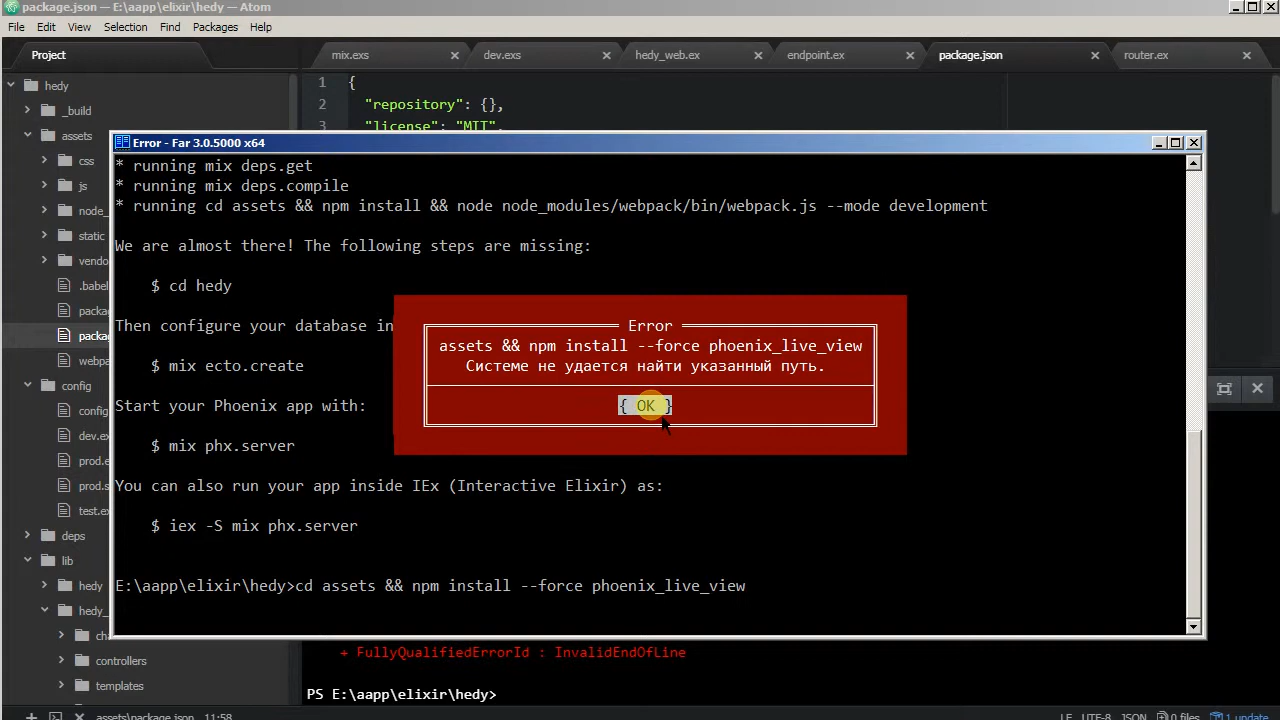 package.json — E:\aapp\elixir\hedy — Atom
File Edit View Selection Find Packages Help
Project
mix.exs dev.exs hedy_web.ex endpoint.ex package.json router.ex
hedy
_build
assets
css
js
node_
static
vendo
.babel
packa
packa
webpa
config
config
dev.ex
prod.e
prod.s
test.ex
deps
lib
hedy
hedy_
cha
controllers
templates
1 {
2 "repository": {},
3 "license": "MIT",
Error - Far 3.0.5000 x64
* running mix deps.get
* running mix deps.compile
* running cd assets && npm install && node node_modules/webpack/bin/webpack.js --mode development
We are almost there! The following steps are missing:
$ cd hedy
Then configure your database in
$ mix ecto.create
Start your Phoenix app with:
$ mix phx.server
You can also run your app inside IEx (Interactive Elixir) as:
$ iex -S mix phx.server
E:\aapp\elixir\hedy>cd assets && npm install --force phoenix_live_view
Error
assets && npm install --force phoenix_live_view
Системе не удается найти указанный путь.
{ OK }
+ FullyQualifiedErrorId : InvalidEndOfLine
PS E:\aapp\elixir\hedy>
assets\package.json 11:58
LF UTF-8 JSON 0 files 1 update